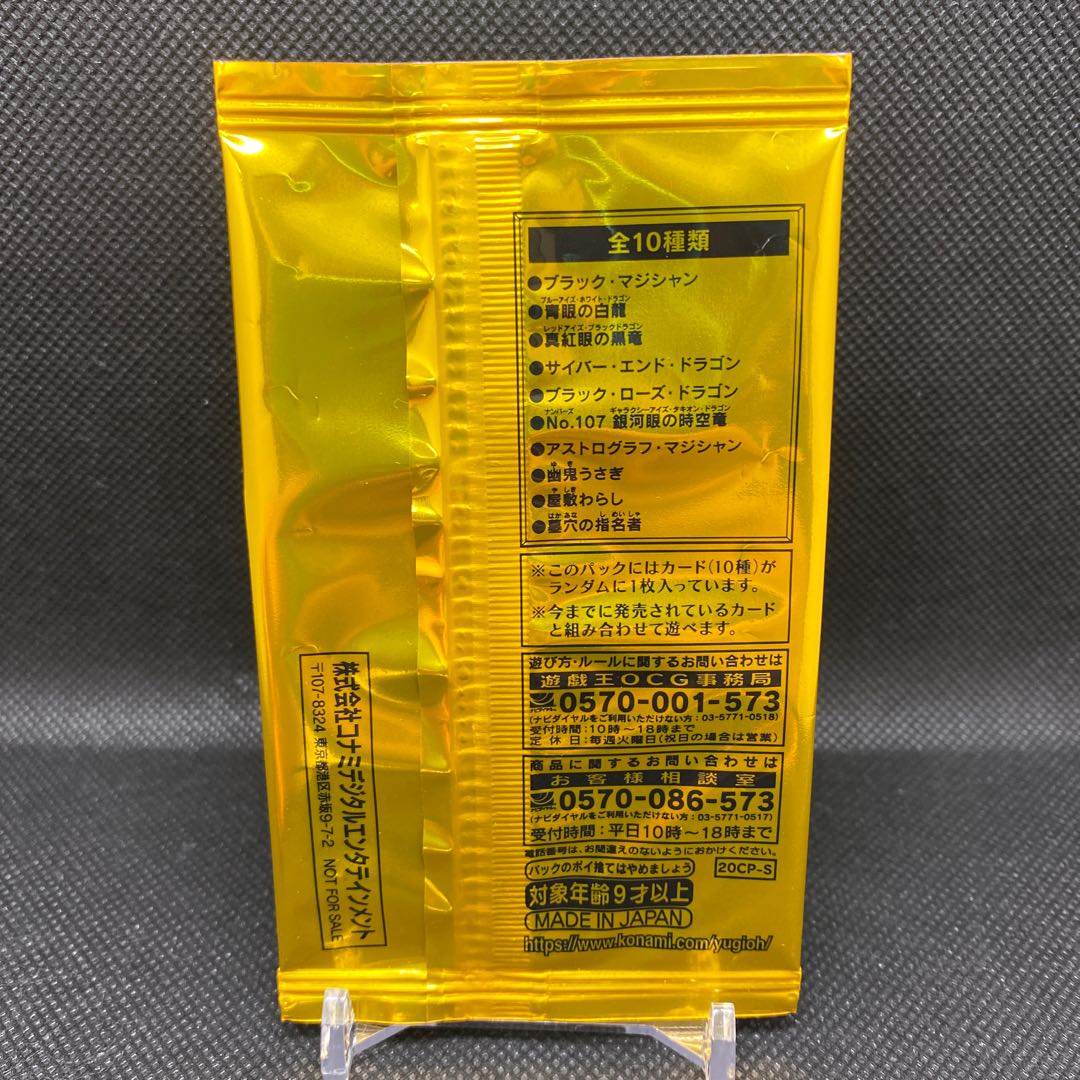 全10種類
●ブラック・マジシャン
ブルーアイズ・ホワイト・ドラゴン
●青眼の白龍
レッドアイズ・ブラックドラゴン
●真紅眼の黒竜
●サイバー・エンド・ドラゴン
●ブラック・ローズ・ドラゴン
ナンバーズ ギャラクシーアイズ・タキオン・ドラゴン
●No.107 銀河眼の時空竜
●アストログラフ・マジシャン
ゆき
●幽鬼うさぎ
やしき
●屋敷わらし
はかあな しめいしゃ
●墓穴の指名者
※このパックにはカード(10種)が
ランダムに1枚入っています。
※今までに発売されているカード
と組み合わせて遊べます。
遊び方・ルールに関するお問い合わせは
遊戯王OCG事務局
0570-001-573
(ナビダイヤルをご利用いただけない方:03-5771-0518)
受付時間:10時〜18時まで
定休日:毎週火曜日(祝日の場合は営業)
商品に関するお問い合わせは
お客様相談室
0570-086-573
(ナビダイヤルをご利用いただけない方:03-5771-0517)
受付時間:平日10時〜18時まで
電話番号は、お間違えのないようにおかけください。
パックのポイ捨てはやめましょう
20CP-S
対象年齢9才以上
MADE IN JAPAN
https://www.konami.com/yugioh/
株式会社コナミデジタルエンタテインメント
〒107-8324 東京都港区赤坂9-7-2 NOT FOR SALE